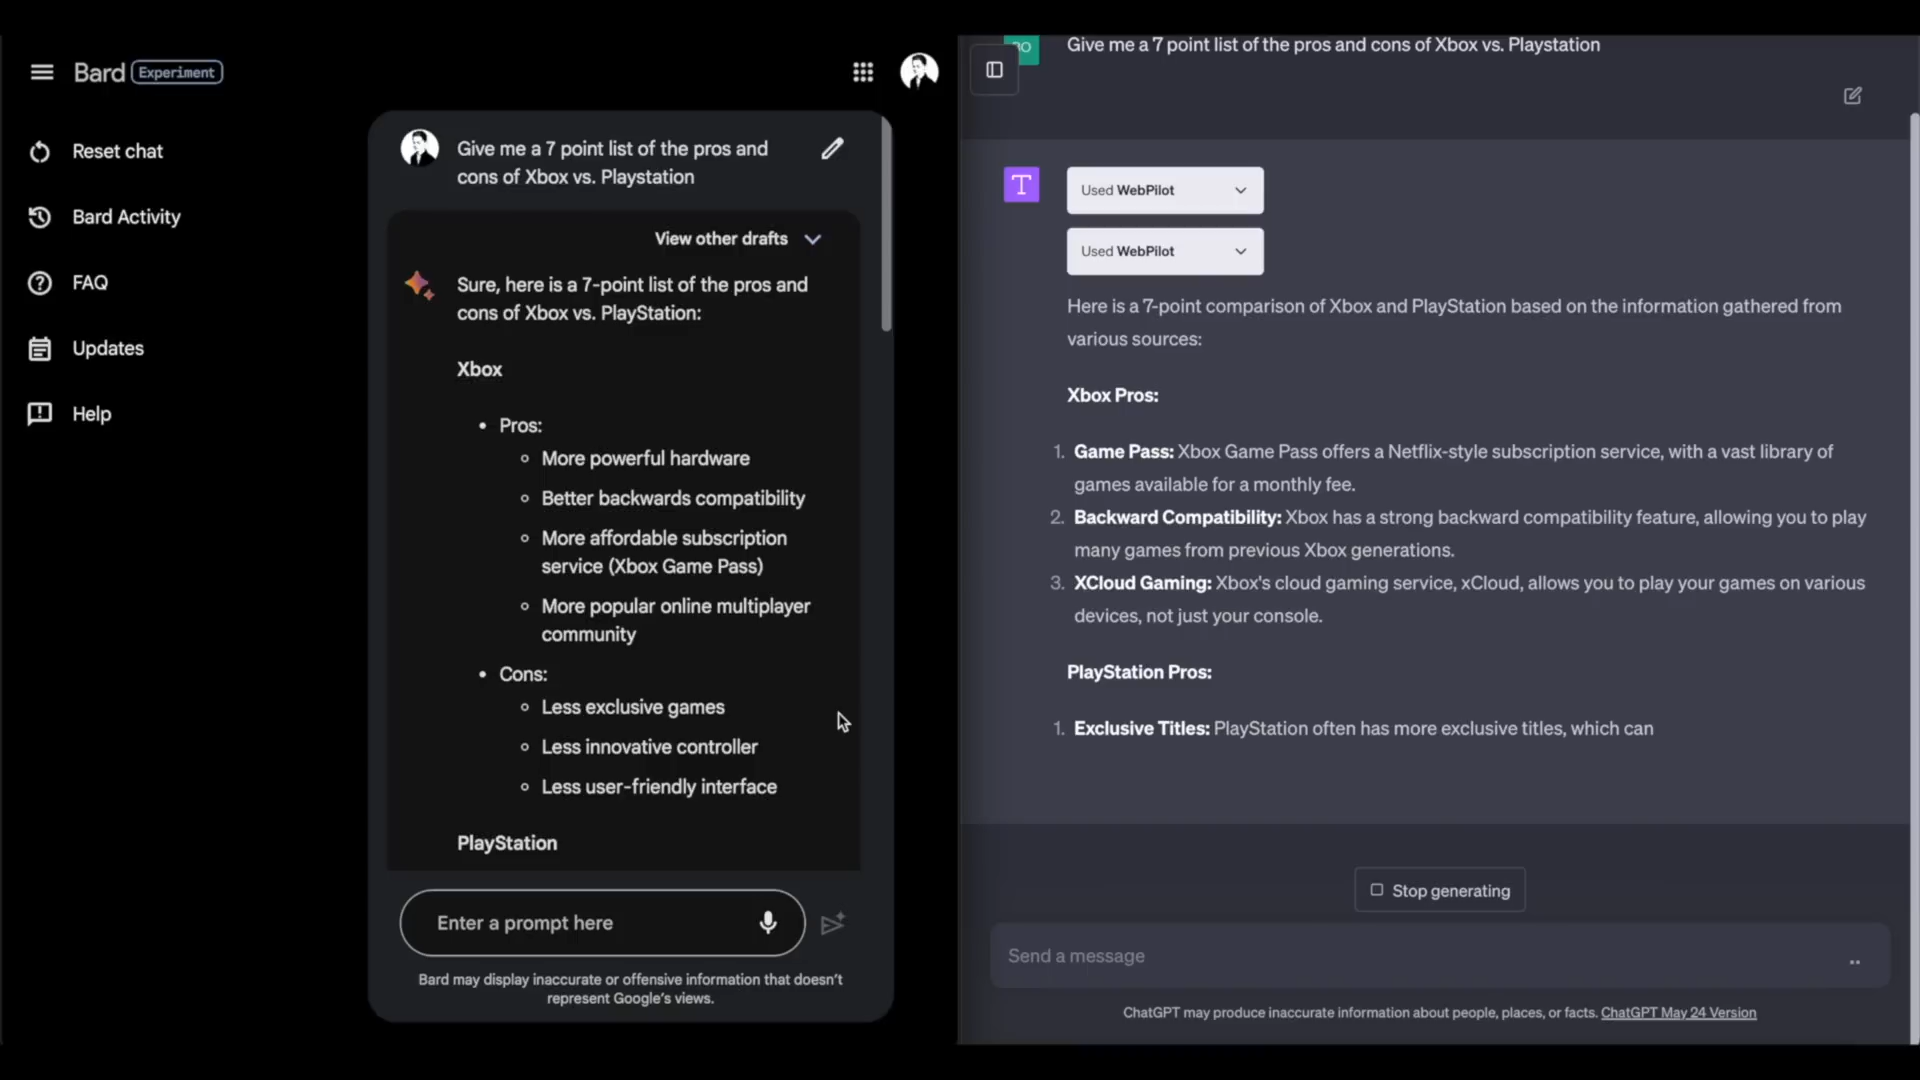 Bard Experiment
Reset chat
Bard Activity
FAQ
Updates
Help
Give me a 7 point list of the pros and
cons of Xbox vs. Playstation
View other drafts
Sure, here is a 7-point list of the pros and
cons of Xbox vs. PlayStation:
Xbox
• Pros:
More powerful hardware
Better backwards compatibility
More affordable subscription
service (Xbox Game Pass)
More popular online multiplayer
community
• Cons:
Less exclusive games
Less innovative controller
Less user-friendly interface
PlayStation
Enter a prompt here
Bard may display inaccurate or offensive information that doesn't
represent Google's views.
BO
Give me a 7 point list of the pros and cons of Xbox vs. Playstation
T
Used WebPilot
Used WebPilot
Here is a 7-point comparison of Xbox and PlayStation based on the information gathered from
various sources:
Xbox Pros:
1. Game Pass: Xbox Game Pass offers a Netflix-style subscription service, with a vast library of
games available for a monthly fee.
2. Backward Compatibility: Xbox has a strong backward compatibility feature, allowing you to play
many games from previous Xbox generations.
3. XCloud Gaming: Xbox's cloud gaming service, xCloud, allows you to play your games on various
devices, not just your console.
PlayStation Pros:
1. Exclusive Titles: PlayStation often has more exclusive titles, which can
Stop generating
Send a message
ChatGPT may produce inaccurate information about people, places, or facts. ChatGPT May 24 Version